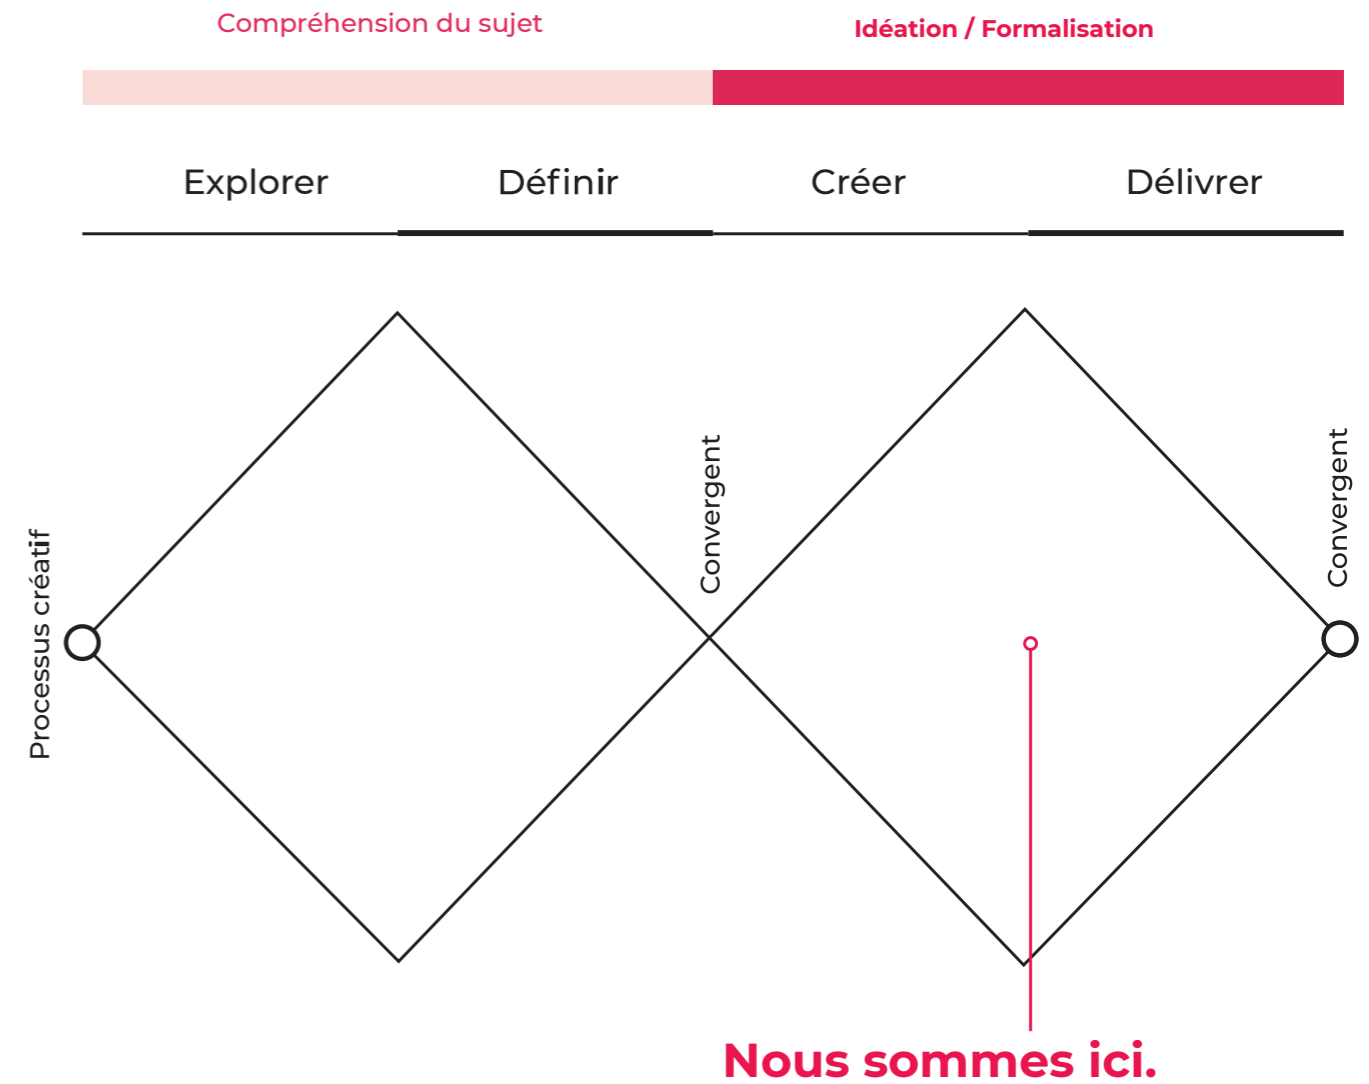 Compréhension du sujet
Idéation / Formalisation
Explorer
Définir
Créer
Délivrer
Processus créatif
Convergent
Convergent
Nous sommes ici.